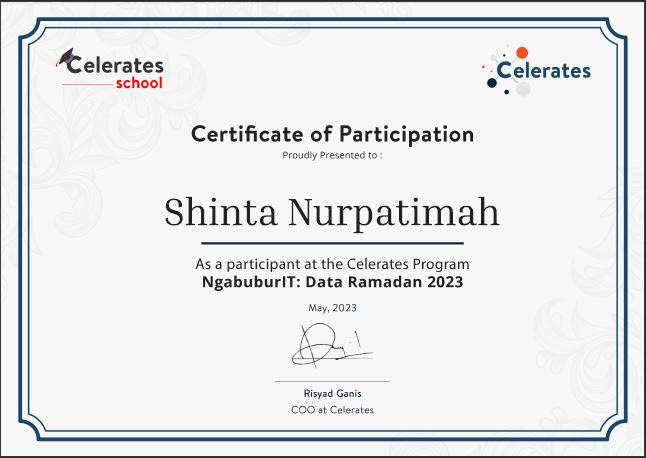 Celerates
school
Celerates
Certificate of Participation
Proudly Presented to :
Shinta Nurpatimah
As a participant at the Celerates Program
NgabuburIT: Data Ramadan 2023
May, 2023
Risyad Ganis
COO at Celerates